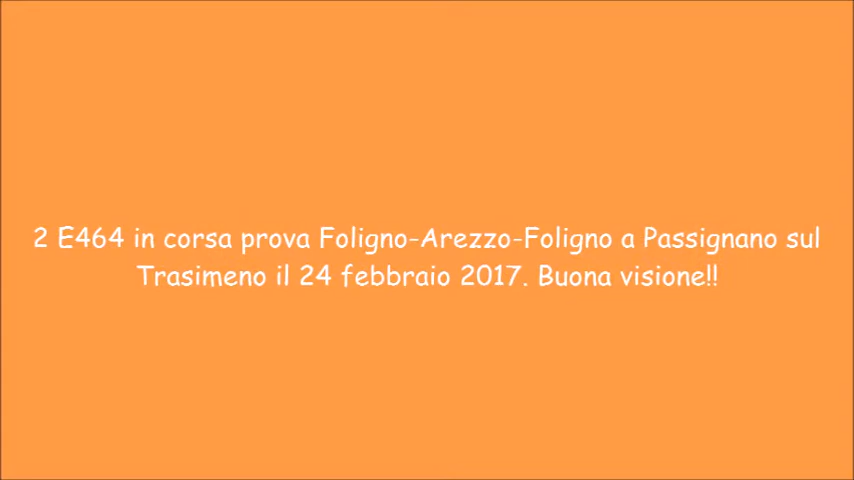 2 E464 in corsa prova Foligno-Arezzo-Foligno a Passignano sul
Trasimeno il 24 febbraio 2017. Buona visione!!